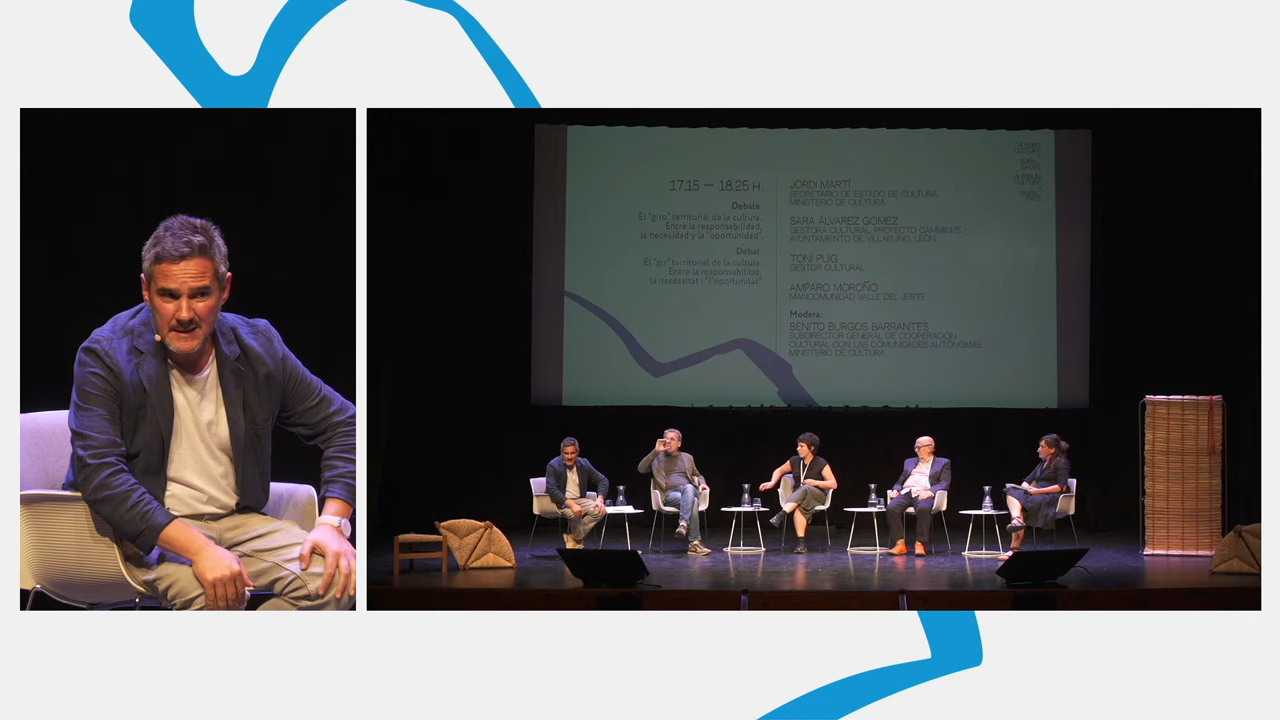 17.15 — 18.25 H.
Debate
El "giro" territorial de la cultura.
Entre la responsabilidad,
la necesidad y la "oportunidad".
Debat
El "gir" territorial de la cultura.
Entre la responsabilitat,
la necessitat i "l'oportunitat".
JORDI MARTÍ
SECRETARIO DE ESTADO DE CULTURA
MINISTERIO DE CULTURA
SARA ÁLVAREZ GÓMEZ
GESTORA CULTURAL PROYECTO CAMMINUS
AYUNTAMIENTO DE VILLABLINO. LEÓN
TONI PUIG
GESTOR CULTURAL
AMPARO MOROÑO
MANCOMUNIDAD VALLE DEL JERTE
Modera:
BENITO BURGOS BARRANTES
SUBDIRECTOR GENERAL DE COOPERACIÓN
CULTURAL CON LAS COMUNIDADES AUTÓNOMAS.
MINISTERIO DE CULTURA